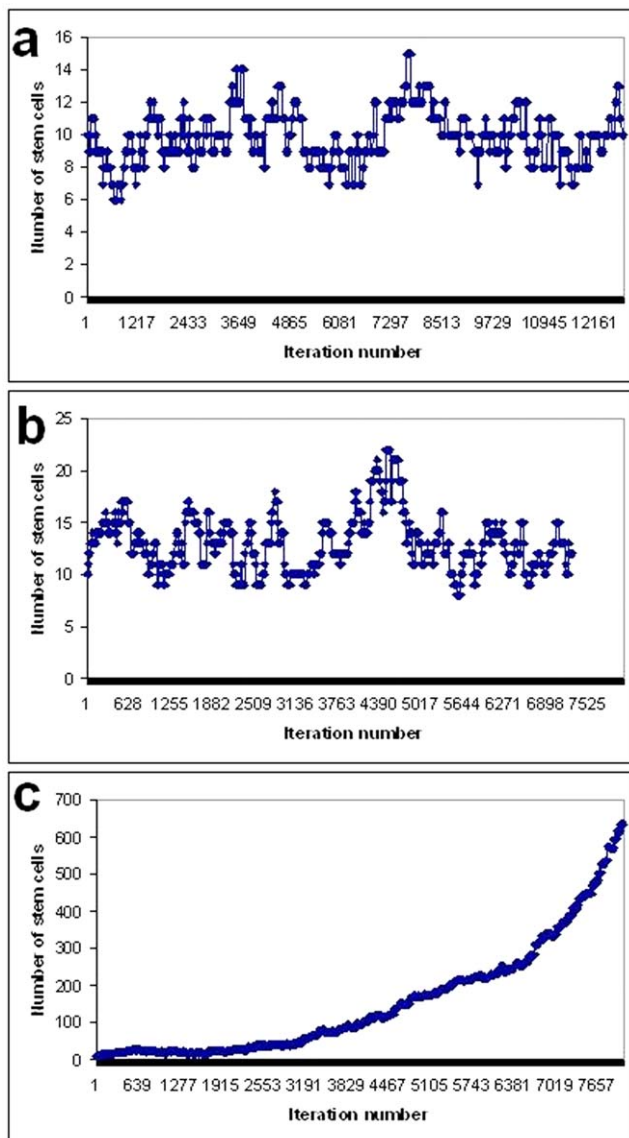 a
16
14
12
10
8
6
4
2
0
Number of stem cells
1 1217 2433 3649 4865 6081 7297 8513 9729 10945 12161
Iteration number
b
25
20
15
10
5
0
Number of stem cells
1 628 1255 1882 2509 3136 3763 4390 5017 5644 6271 6898 7525
Iteration number
c
700
600
500
400
300
200
100
0
Number of stem cells
1 639 1277 1915 2553 3191 3829 4467 5105 5743 6381 7019 7657
Iteration number